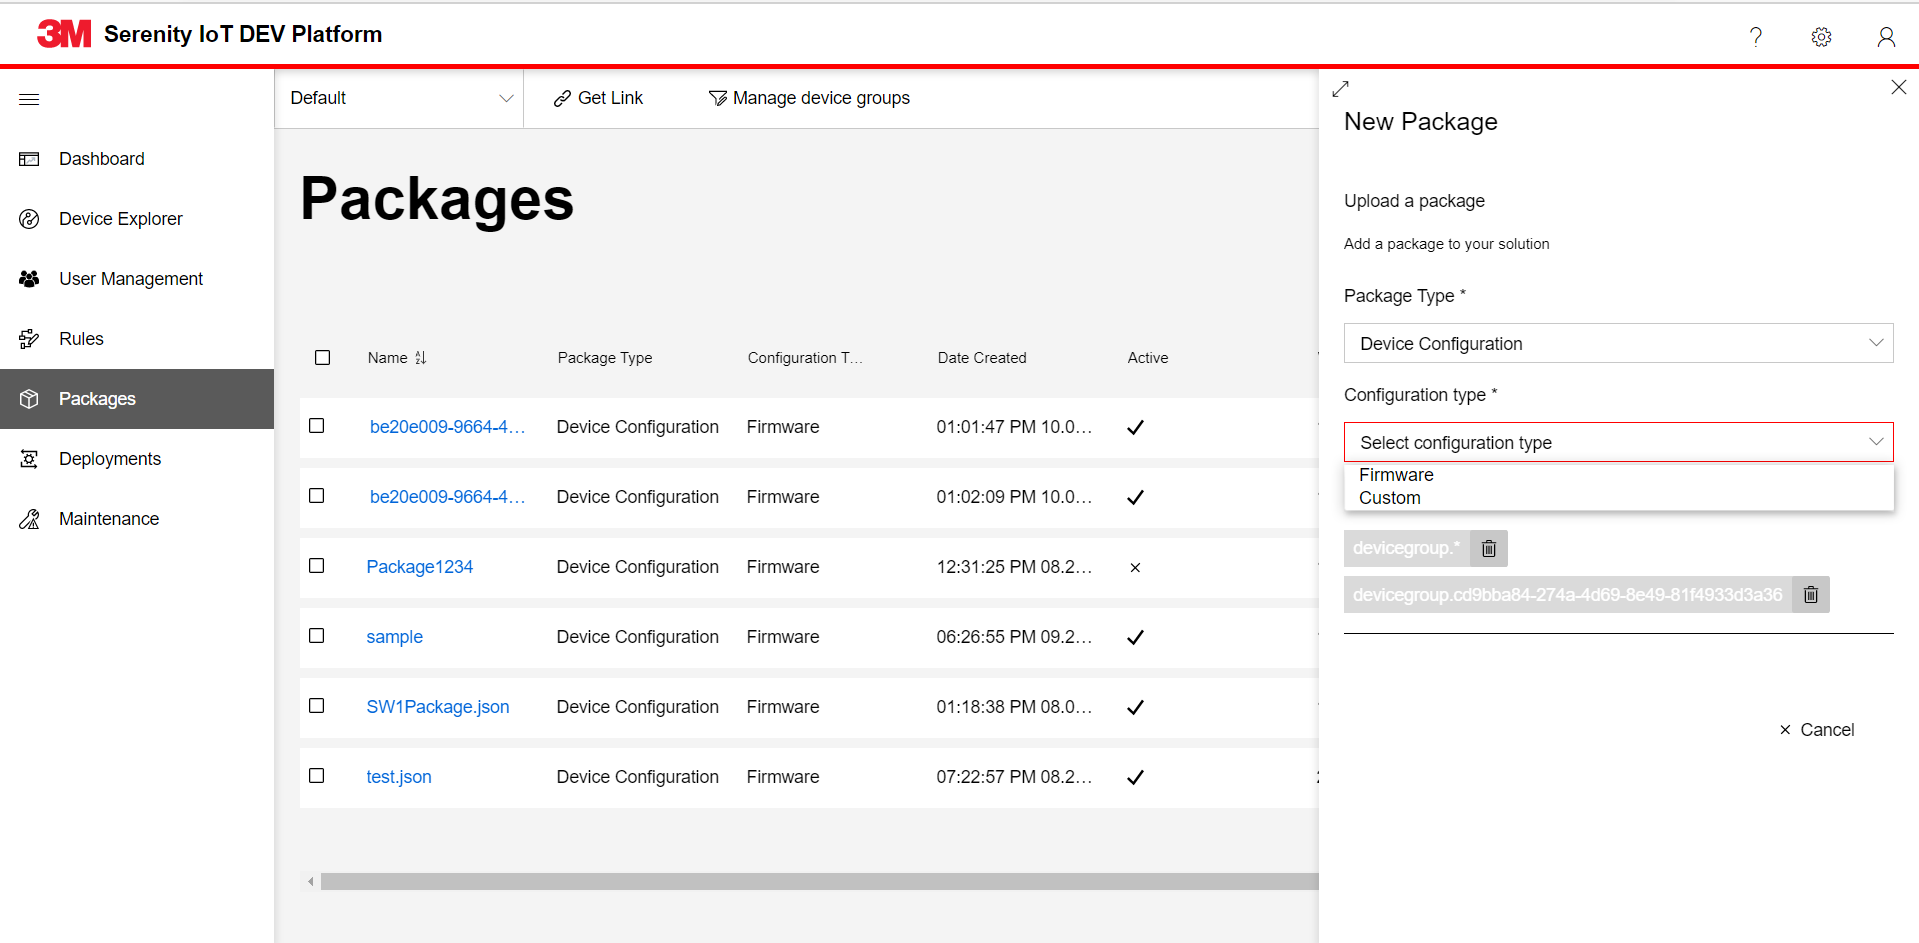 3M Serenity IoT DEV Platform
Default
Get Link
Manage device groups
Dashboard
Device Explorer
User Management
Rules
Packages
Deployments
Maintenance
Packages
Name Package Type Configuration T... Date Created Active
be20e009-9664-4... Device Configuration Firmware 01:01:47 PM 10.0...
be20e009-9664-4... Device Configuration Firmware 01:02:09 PM 10.0...
Package1234 Device Configuration Firmware 12:31:25 PM 08.2...
sample Device Configuration Firmware 06:26:55 PM 09.2...
SW1Package.json Device Configuration Firmware 01:18:38 PM 08.0...
test.json Device Configuration Firmware 07:22:57 PM 08.2...
New Package
Upload a package
Add a package to your solution
Package Type *
Device Configuration
Configuration type *
Select configuration type
Firmware
Custom
devicegroup.*
devicegroup.cd9bba84-274a-4d69-8e49-81f4933d3a36
Cancel